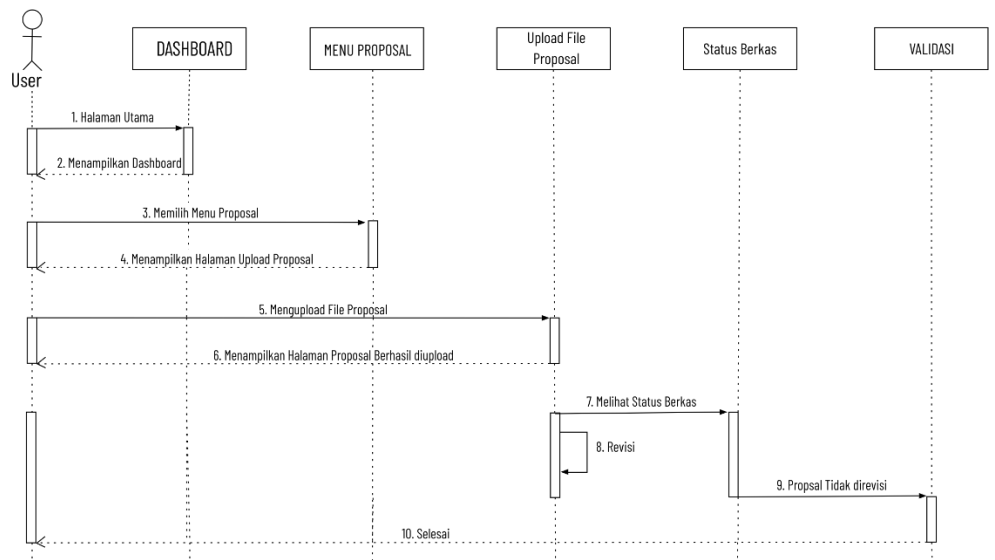 User
DASHBOARD
MENU PROPOSAL
Upload File
Proposal
Status Berkas
VALIDASI
1. Halaman Utama
2. Menampilkan Dashboard
3. Memilih Menu Proposal
4. Menampilkan Halaman Upload Proposal
5. Mengupload File Proposal
6. Menampilkan Halaman Proposal Berhasil diupload
7. Melihat Status Berkas
8. Revisi
9. Propsal Tidak direvisi
10. Selesai